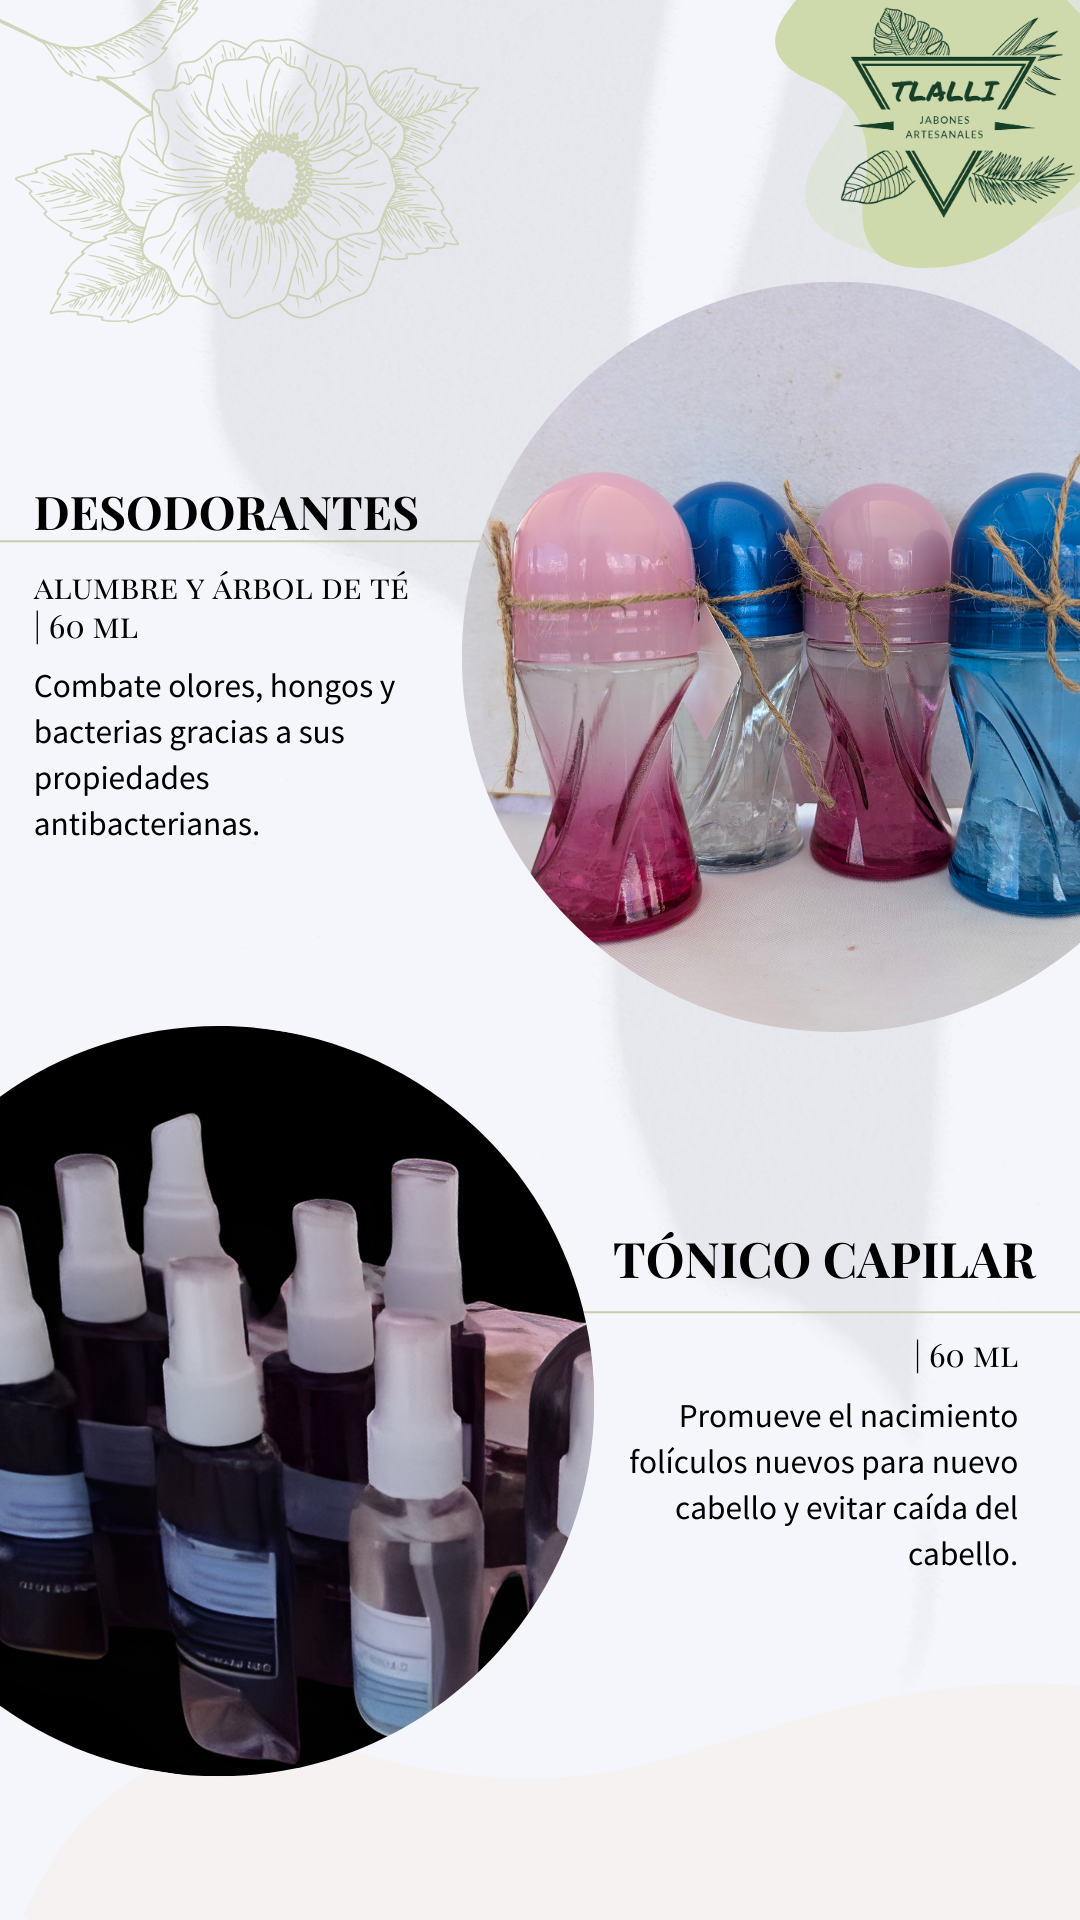 TLALLI
JABONES
ARTESANALES
DESODORANTES
ALUMBRE Y ÁRBOL DE TÉ
| 60 ML
Combate olores, hongos y
bacterias gracias a sus
propiedades
antibacterianas.
TÓNICO CAPILAR
| 60 ML
Promueve el nacimiento
folículos nuevos para nuevo
cabello y evitar caída del
cabello.